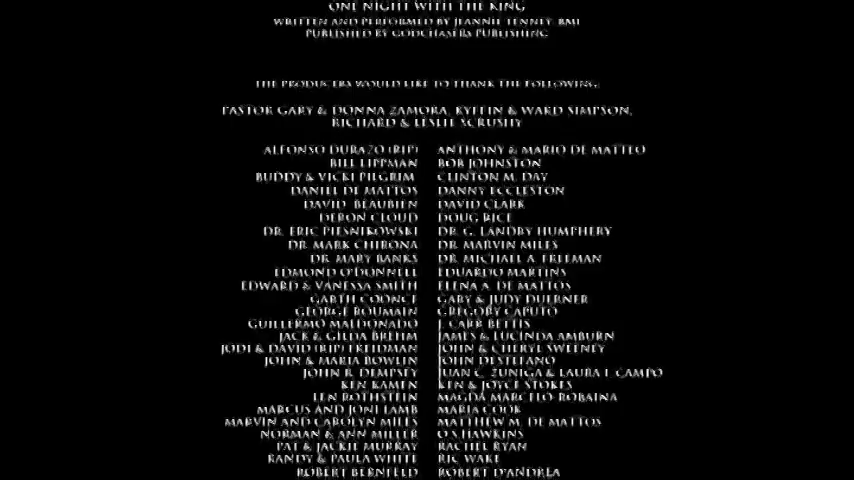 ONE NIGHT WITH THE KING
WRITTEN AND PERFORMED BY JEANNIE TENNEY, BMI
PUBLISHED BY GODCHASERS PUBLISHING
THE PRODUCERS WOULD LIKE TO THANK THE FOLLOWING:
PASTOR GARY & DONNA ZAMORA, KYFFIN & WARD SIMPSON,
RICHARD & LESLIE SCRUSHY
ALFONSO DURAZO (RIP) ANTHONY & MARIO DE MATTEO
BILL LIPPMAN BOB JOHNSTON
BUDDY & VICKI PILGRIM CLINTON M. DAY
DANIEL DE MATTOS DANNY ECCLESTON
DAVID BEAUBIEN DAVID CLARK
DERON CLOUD DOUG RICE
DR. ERIC PIESNIKOWSKI DR. G. LANDRY HUMPHERY
DR. MARK CHIRONA DR. MARVIN MILES
DR. MARY BANKS DR. MICHAEL A. FREEMAN
EDMOND O'DONNELL EDUARDO MARTINS
EDWARD & VANESSA SMITH ELENA A. DE MATTOS
GARTH COONCE GARY & JUDY DUERNER
GEORGE ROUMAIN GREGORY CAPUTO
GUILLERMO MALDONADO J. CARR BETTIS
JACK & GILDA BREHM JAMES & LUCINDA AMBURN
JODI & DAVID (RIP) FREIDMAN JOHN & CHERYL SWEENEY
JOHN & MARJA BOWLIN JOHN DESTEFANO
JOHN R. DEMPSEY JUAN C. ZUNIGA & LAURA I. CAMPO
KEN KAMEN KEN & JOYCE STOKES
LEN ROTHSTEIN MAGDA MARCELO-ROBAINA
MARCUS AND JONI LAMB MARIA COOK
MARVIN AND CAROLYN MILES MATTHEW M. DE MATTOS
NORMAN & ANN MILLER O.S HAWKINS
PAT & JACKIE MURRAY RACHEL RYAN
RANDY & PAULA WHITE RIC WAKE
ROBERT BERNFELD ROBERT D'ANDREA